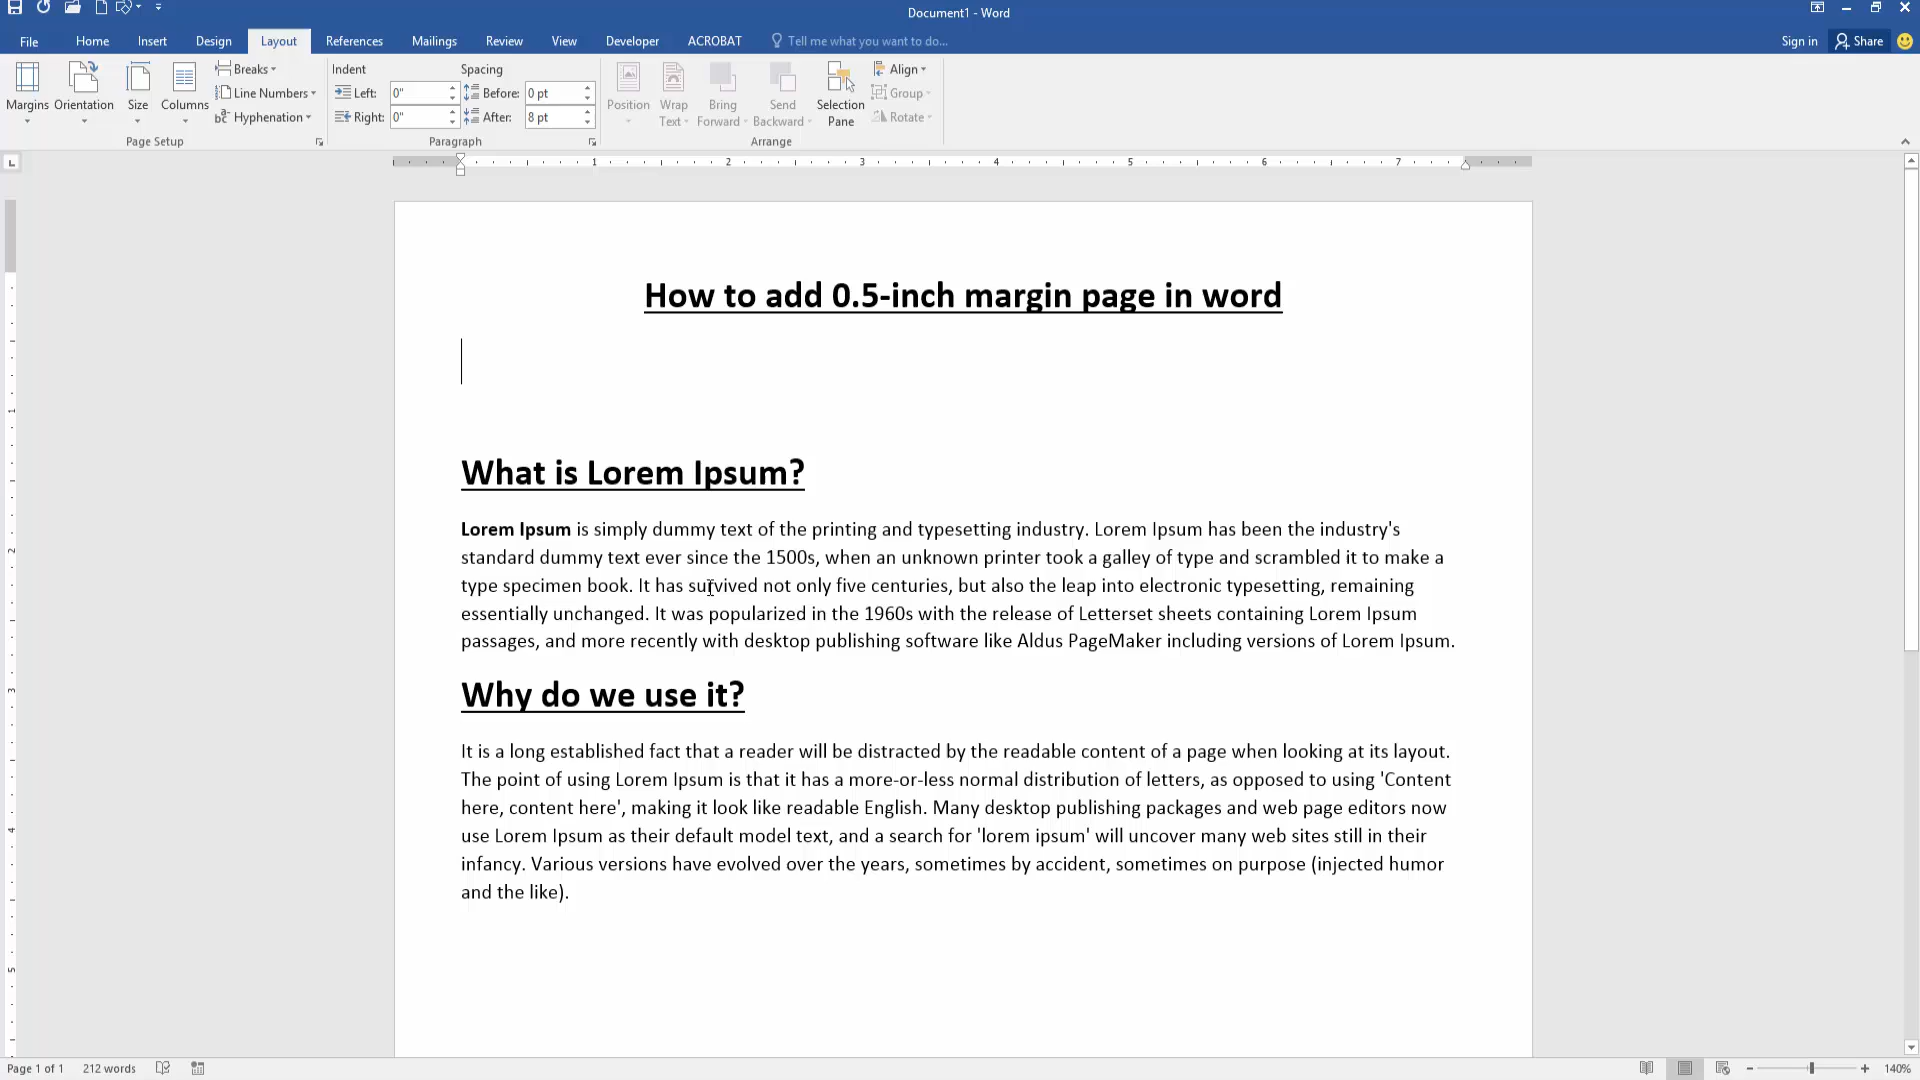 Document1 - Word
File Home Insert Design Layout References Mailings Review View Developer ACROBAT Tell me what you want to do... Sign in Share
Margins Orientation Size Columns
Breaks
Line Numbers
Hyphenation
Page Setup
Indent Spacing
Left: 0" Before: 0 pt
Right: 0" After: 8 pt
Paragraph
Position Wrap Text Bring Forward Send Backward Selection Pane
Align
Group
Rotate
Arrange
1 2 3 4 5 6 7
How to add 0.5-inch margin page in word
What is Lorem Ipsum?
Lorem Ipsum is simply dummy text of the printing and typesetting industry. Lorem Ipsum has been the industry's
standard dummy text ever since the 1500s, when an unknown printer took a galley of type and scrambled it to make a
type specimen book. It has survived not only five centuries, but also the leap into electronic typesetting, remaining
essentially unchanged. It was popularized in the 1960s with the release of Letterset sheets containing Lorem Ipsum
passages, and more recently with desktop publishing software like Aldus PageMaker including versions of Lorem Ipsum.
Why do we use it?
It is a long established fact that a reader will be distracted by the readable content of a page when looking at its layout.
The point of using Lorem Ipsum is that it has a more-or-less normal distribution of letters, as opposed to using 'Content
here, content here', making it look like readable English. Many desktop publishing packages and web page editors now
use Lorem Ipsum as their default model text, and a search for 'lorem ipsum' will uncover many web sites still in their
infancy. Various versions have evolved over the years, sometimes by accident, sometimes on purpose (injected humor
and the like).
1
2
3
4
5
Page 1 of 1 212 words 140%